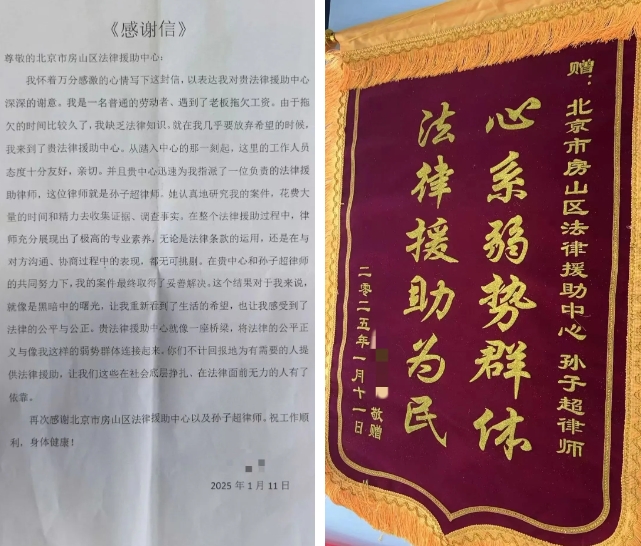 《感谢信》
尊敬的北京市房山区法律援助中心：
我怀着万分感激的心情写下这封信，以表达我对贵法律援助中心
深深的谢意。我是一名普通的劳动者、遇到了老板拖欠工资。由于拖
欠的时间比较久了，我缺乏法律知识，就在我几乎要放弃希望的时候，
我来到了贵法律援助中心。从踏入中心的那一刻起，这里的工作人员
态度十分友好，亲切。并且贵中心迅速为我指派了一位负责的法律援
助律师，这位律师就是孙子超律师。她认真地研究我的案件，花费大
量的时间和精力去收集证据、调查事实。在整个法律援助过程中，律
师充分展现出了极高的专业素养，无论是法律条款的运用，还是在与
对方沟通、协商过程中的表现，都无可挑剔。在贵中心和孙子超律师
的共同努力下，我的案件最终取得了妥善解决。这个结果对于我来说，
就像是黑暗中的曙光，让我重新看到了生活的希望，也让我感受到了
法律的公平与公正。贵法律援助中心就像一座桥梁，将法律的公平正
义与像我这样的弱势群体连接起来。你们不计回报地为有需要的人提
供法律援助，让我们这些在社会底层挣扎、在法律面前无力的人有了
依靠。
再次感谢北京市房山区法律援助中心以及孙子超律师。祝工作顺
利，身体健康！
2025 年 1 月 11 日
赠：北京市房山区法律援助中心 孙子超律师
心系弱势群体
法律援助为民
敬赠
二零二五年一月十一日